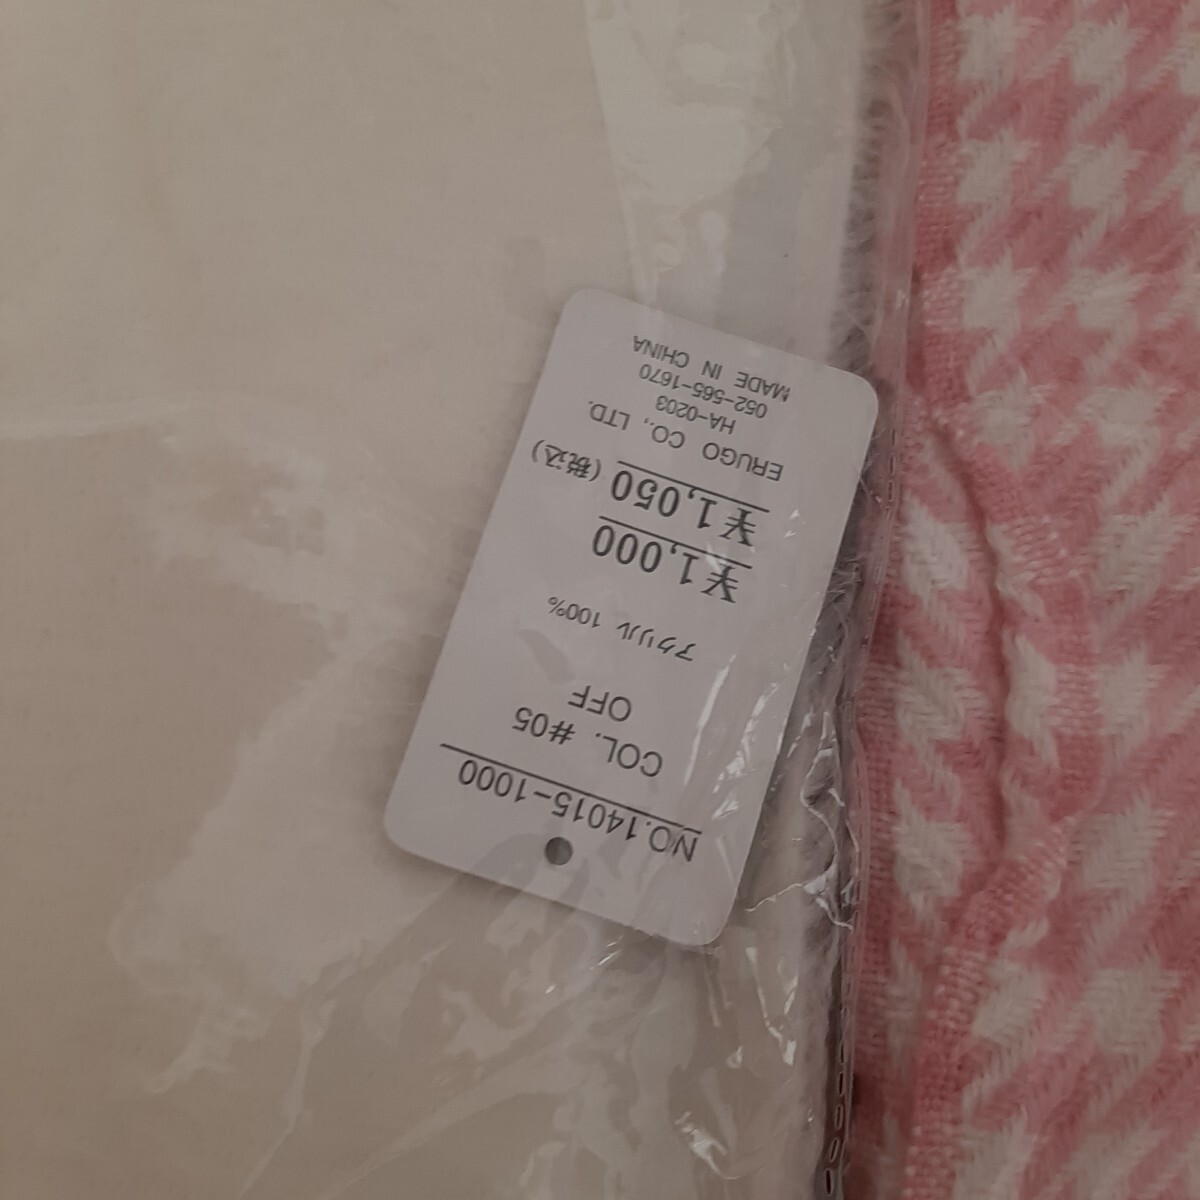 NO.14015-1000
COL. #05
OFF
アクリル 100%
¥1,000
¥1,050 (税込)
ERUGO CO., LTD.
HA-0203
052-565-1670
MADE IN CHINA